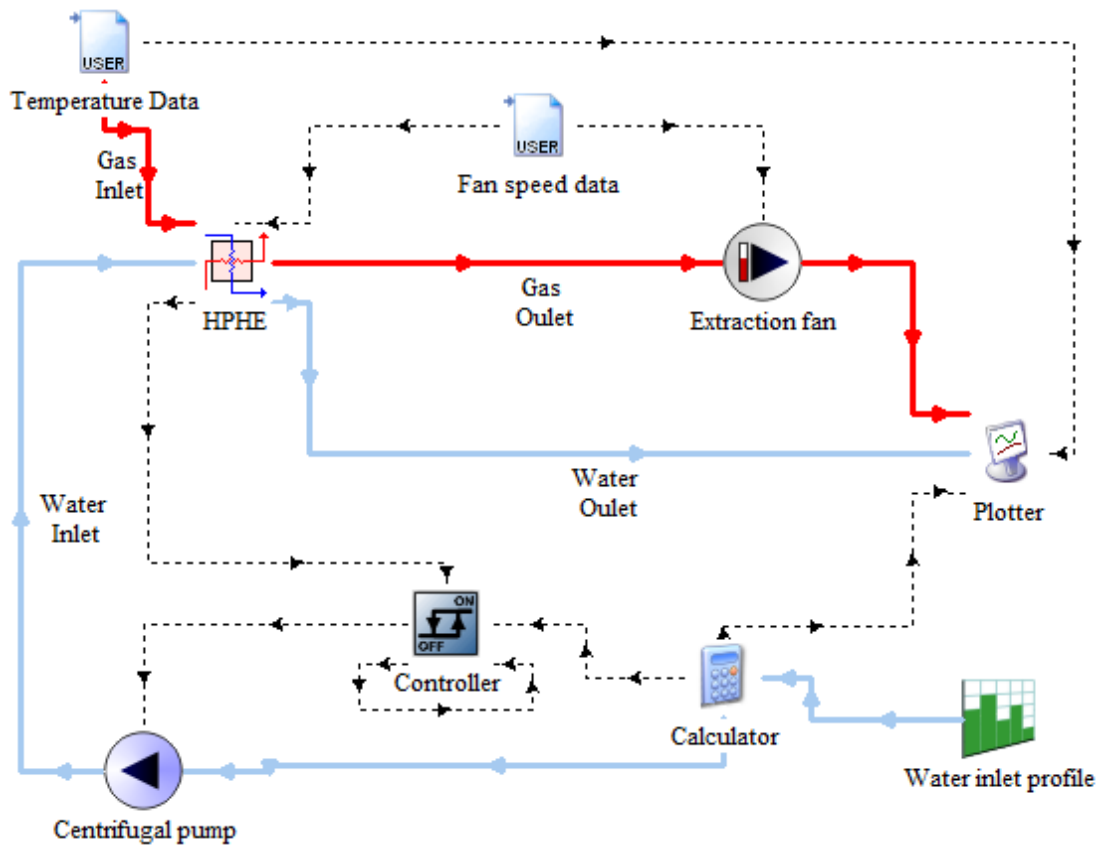 USER
Temperature Data
Gas
Inlet
USER
Fan speed data
HPHE
Gas
Oulet
Extraction fan
Water
Inlet
Water
Oulet
Plotter
ON
OFF
Controller
Calculator
Water inlet profile
Centrifugal pump